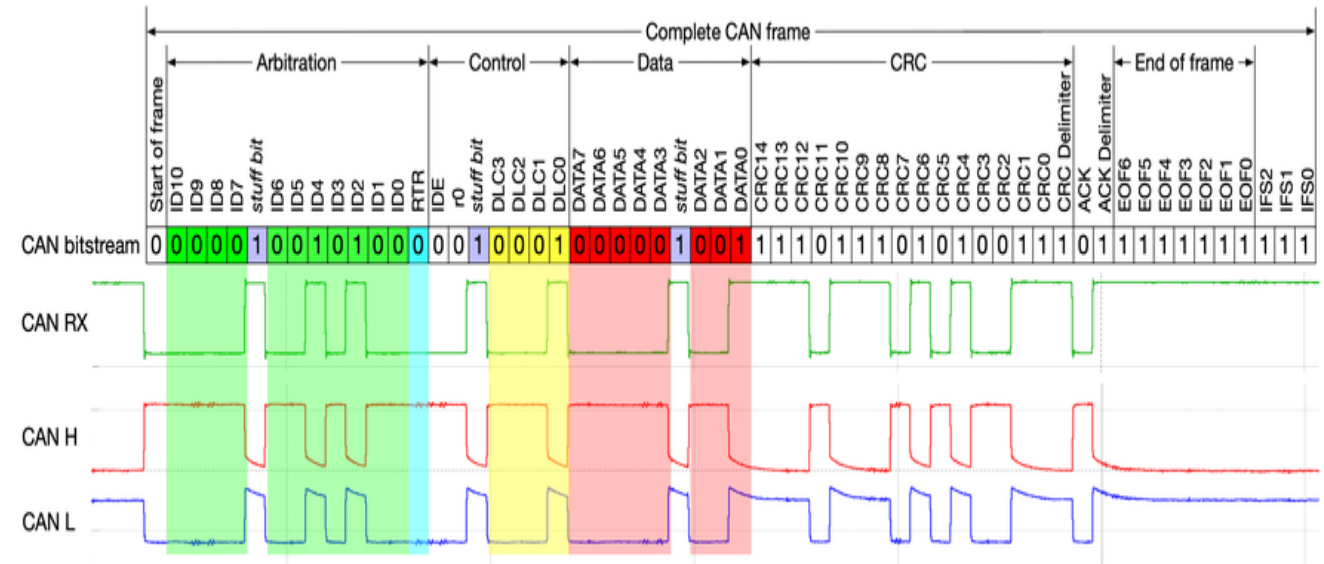 Complete CAN frame
Arbitration Control Data CRC End of frame
Start of frame ID10 ID9 ID8 ID7 stuff bit ID6 ID5 ID4 ID3 ID2 ID1 ID0 RTR IDE r0 stuff bit DLC3 DLC2 DLC1 DLC0 DATA7 DATA6 DATA5 DATA4 DATA3 stuff bit DATA2 DATA1 DATA0 CRC14 CRC13 CRC12 CRC11 CRC10 CRC9 CRC8 CRC7 CRC6 CRC5 CRC4 CRC3 CRC2 CRC1 CRC0 CRC Delimiter ACK ACK Delimiter EOF6 EOF5 EOF4 EOF3 EOF2 EOF1 EOF0 IFS2 IFS1 IFS0
CAN bitstream 0 0 0 0 0 1 0 0 1 0 1 0 0 0 0 0 1 0 0 0 1 0 0 0 0 0 1 0 0 1 1 1 1 0 1 1 1 0 1 0 1 0 0 1 1 1 0 1 1 1 1 1 1 1 1 1 1 1
CAN RX
CAN H
CAN L